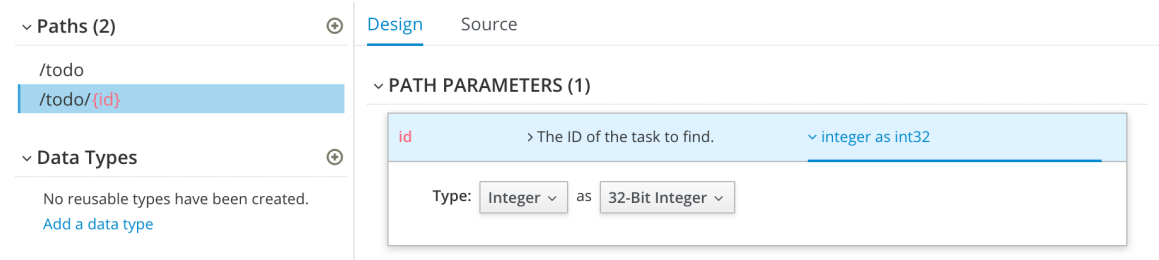 Paths (2)
/todo
/todo/{id}
Data Types
No reusable types have been created.
Add a data type
Design Source
PATH PARAMETERS (1)
id The ID of the task to find. integer as int32
Type: Integer as 32-Bit Integer